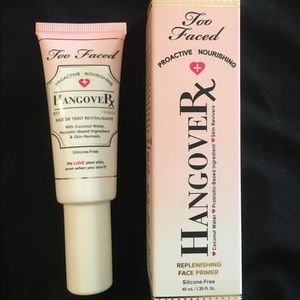 Too Faced
PROACTIVE NOURISHING
HANGOVERx
BASE DE TEINT REVITALISANTE
With Coconut Water,
Probiotic-Based Ingredient
& Skin Revivers
Silicone-Free
We LOVE your skin,
even when you don't!
Too Faced
PROACTIVE NOURISHING
HANGOVERx
Coconut Water Probiotic-Based Ingredient Skin Revivers
REPLENISHING
FACE PRIMER
Silicone-Free
40 mL / 1.35 Fl. Oz.